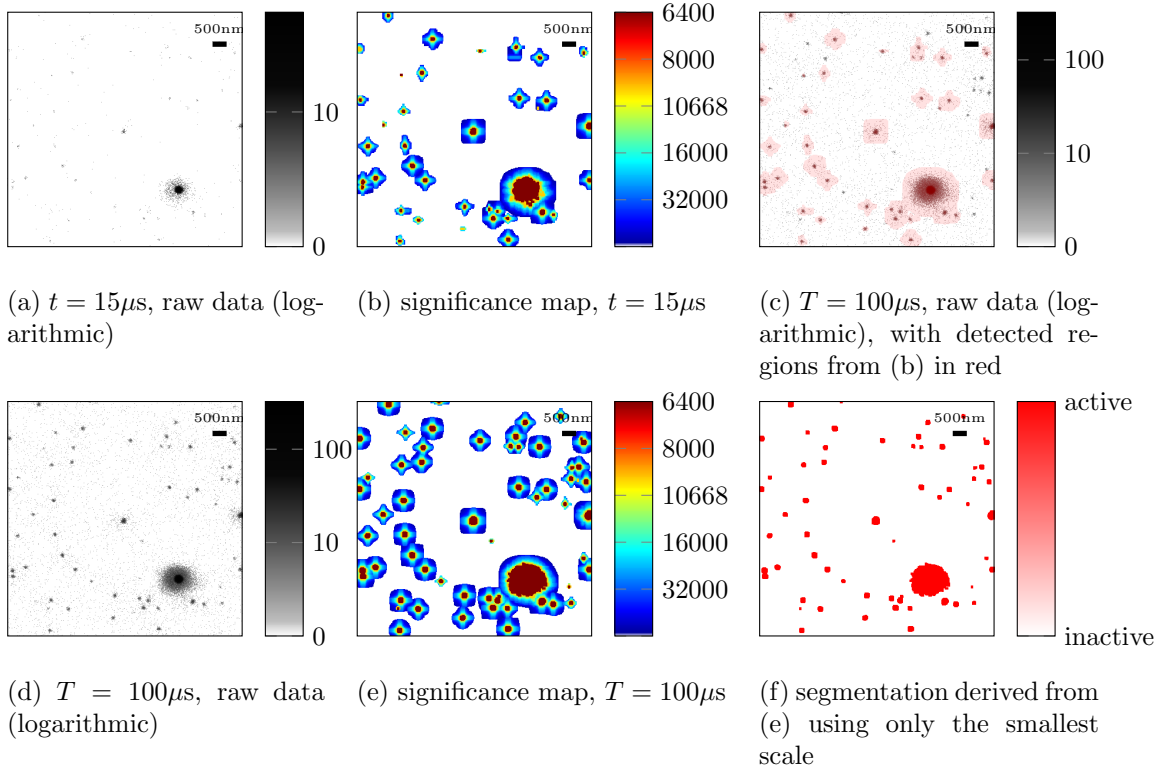 500nm
10
0
500nm
6400
8000
10668
16000
32000
500nm
100
10
0
(a) t = 15μs, raw data (log-
arithmic)
(b) significance map, t = 15μs
(c) T = 100μs, raw data (log-
arithmic), with detected re-
gions from (b) in red
500nm
100
10
0
500nm
6400
8000
10668
16000
32000
500nm
active
inactive
(d) T = 100μs, raw data
(logarithmic)
(e) significance map, T = 100μs
(f) segmentation derived from
(e) using only the smallest
scale